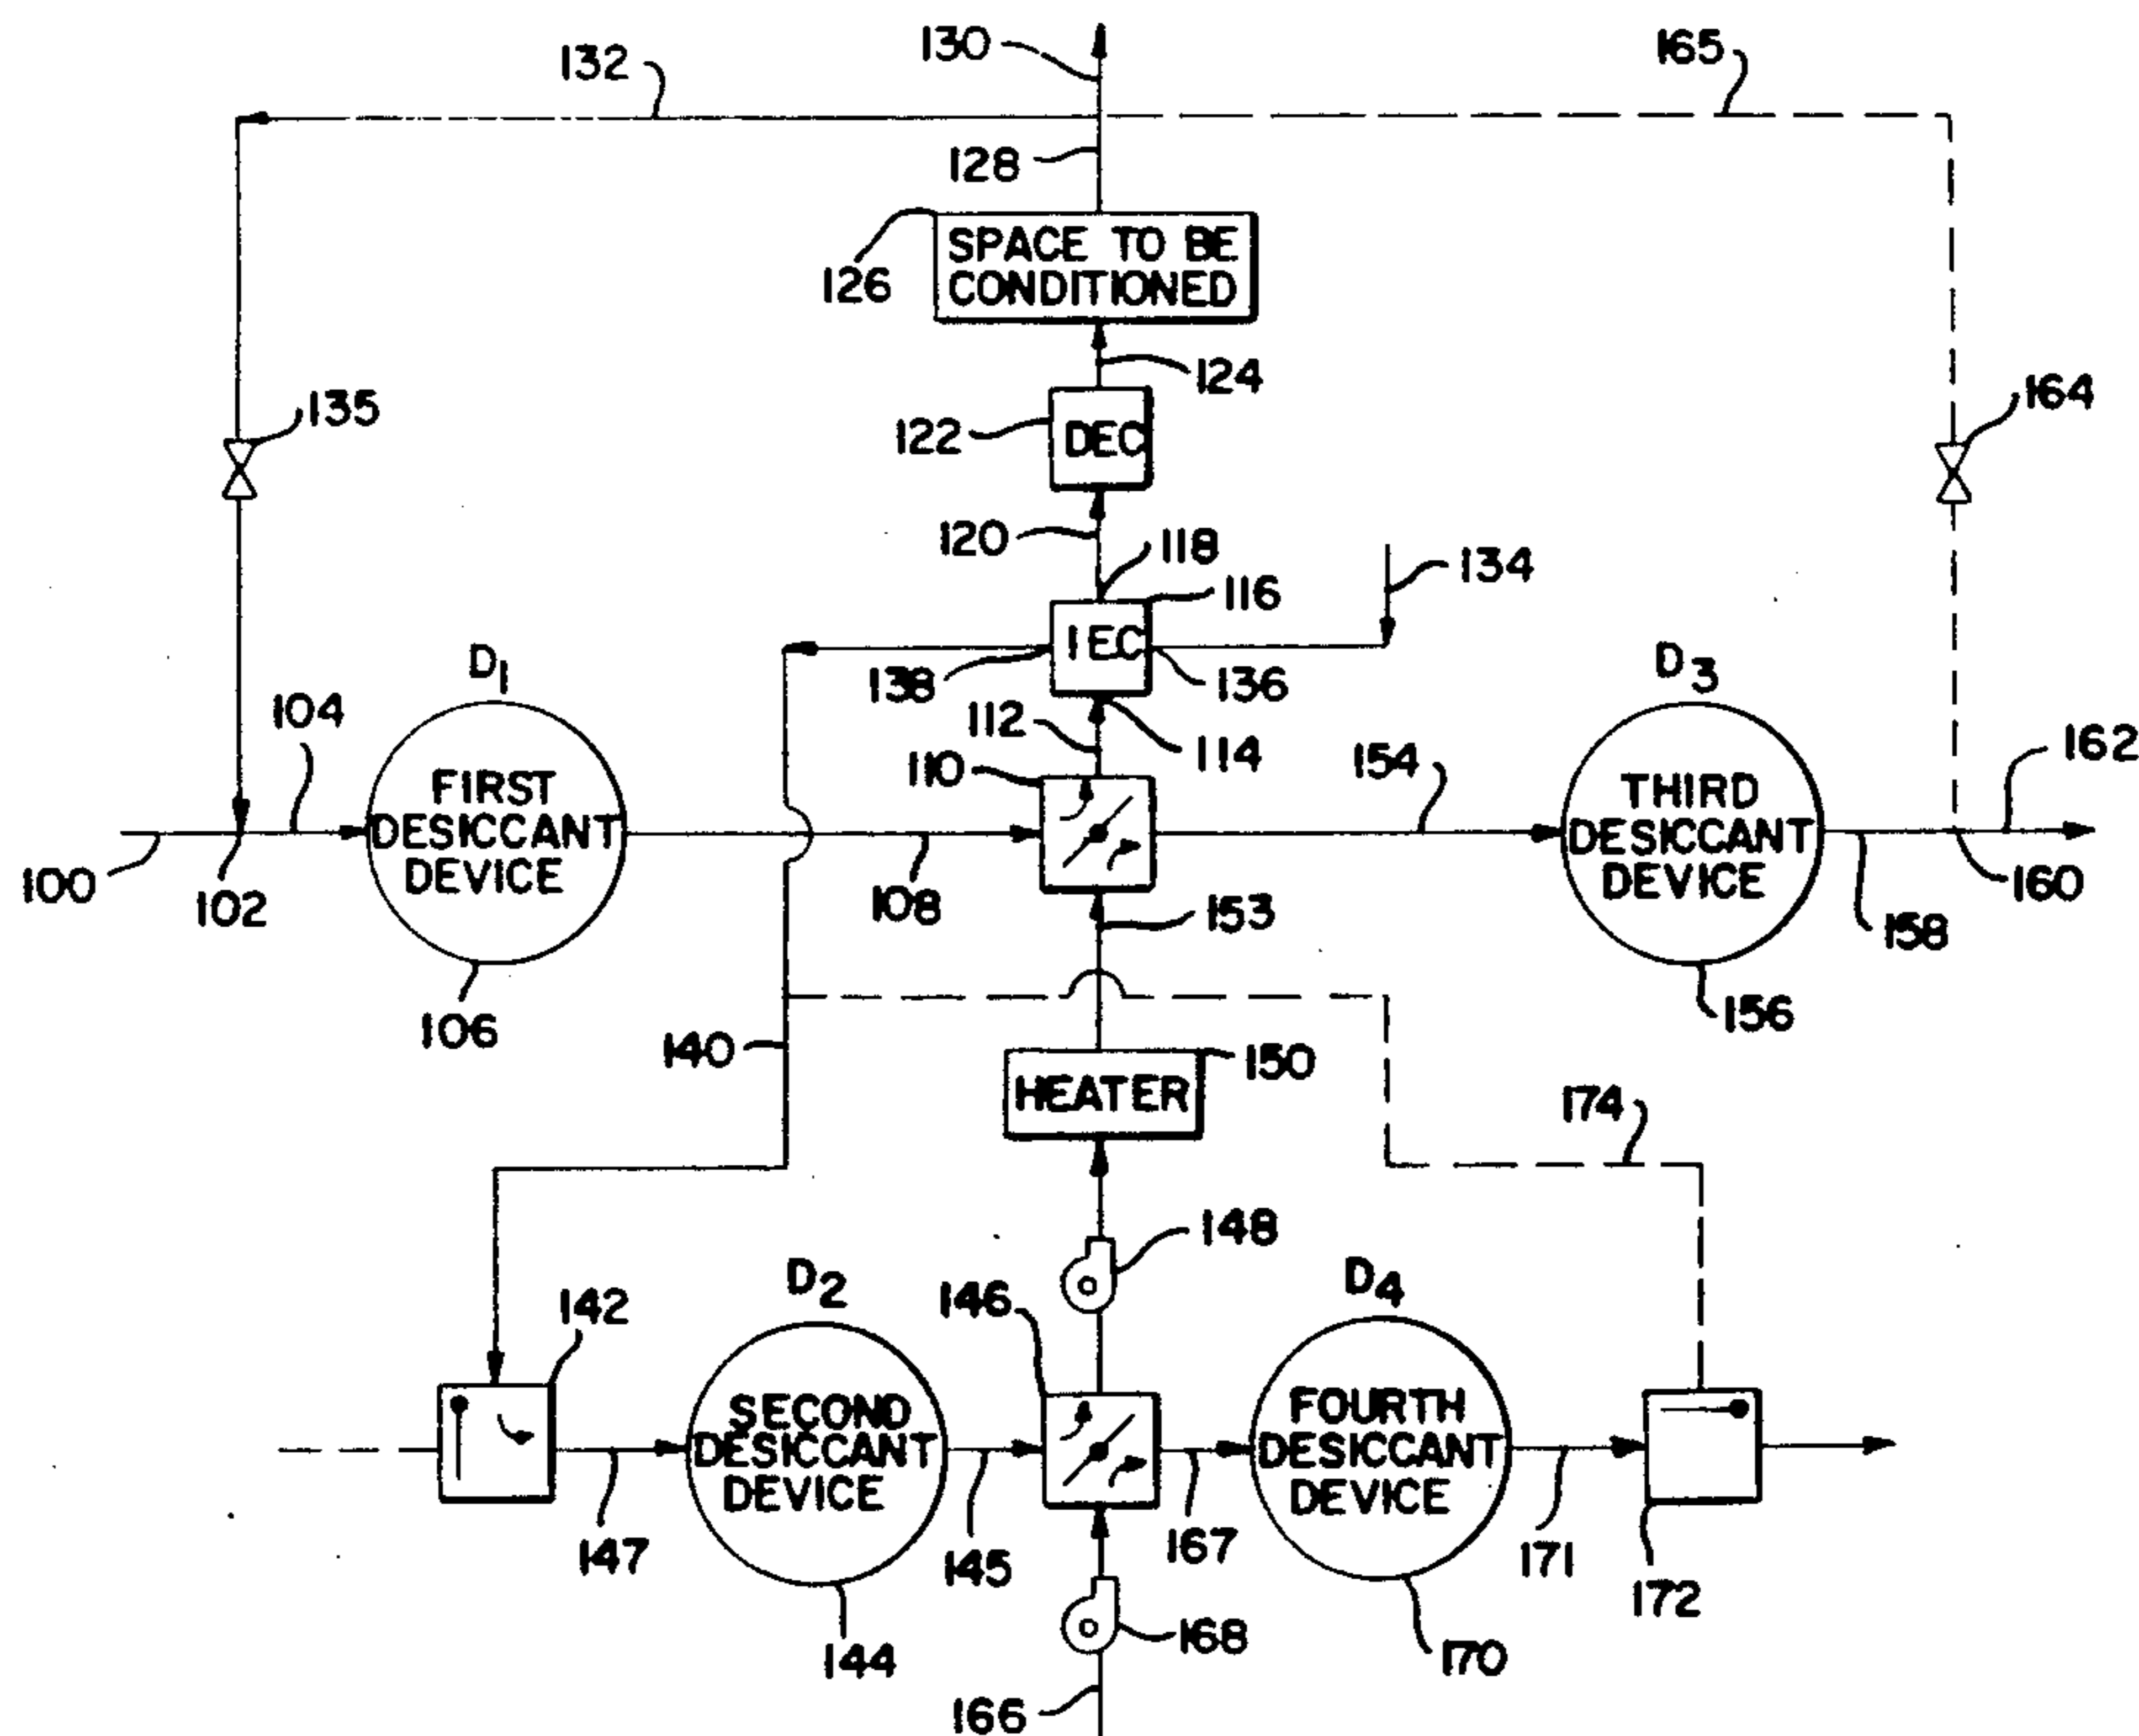 130
165
132
128
SPACE TO BE
CONDITIONED
126
124
135
164
122
DEC
120
118
134
116
IEC
138
136
D1
D3
104
112
114
162
110
154
FIRST
DESICCANT
DEVICE
THIRD
DESICCANT
DEVICE
100
102
108
153
160
158
106
156
140
150
HEATER
174
148
D2
D4
142
146
SECOND
DESICCANT
DEVICE
FOURTH
DESICCANT
DEVICE
147
145
167
171
172
144
168
170
166